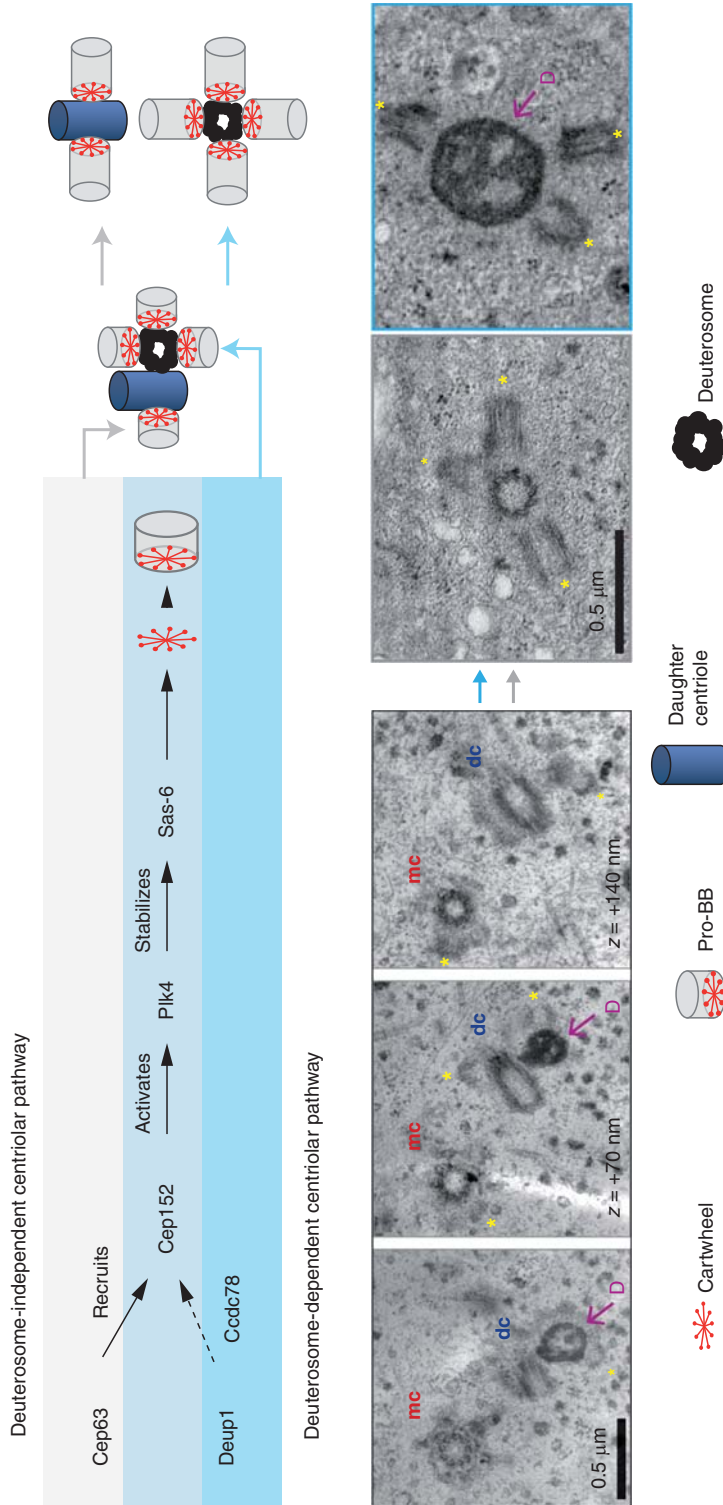 Deuterosome-independent centriolar pathway
Cep63
Recruits
Cep152
Activates
Plk4
Stabilizes
Sas-6
Deup1
Ccdc78
Deuterosome-dependent centriolar pathway
mc
dc
D
*
0.5 μm
mc
dc
D
*
*
*
z = +70 nm
mc
dc
*
*
z = +140 nm
*
*
*
0.5 μm
D
*
*
*
Cartwheel
Pro-BB
Daughter
centriole
Deuterosome